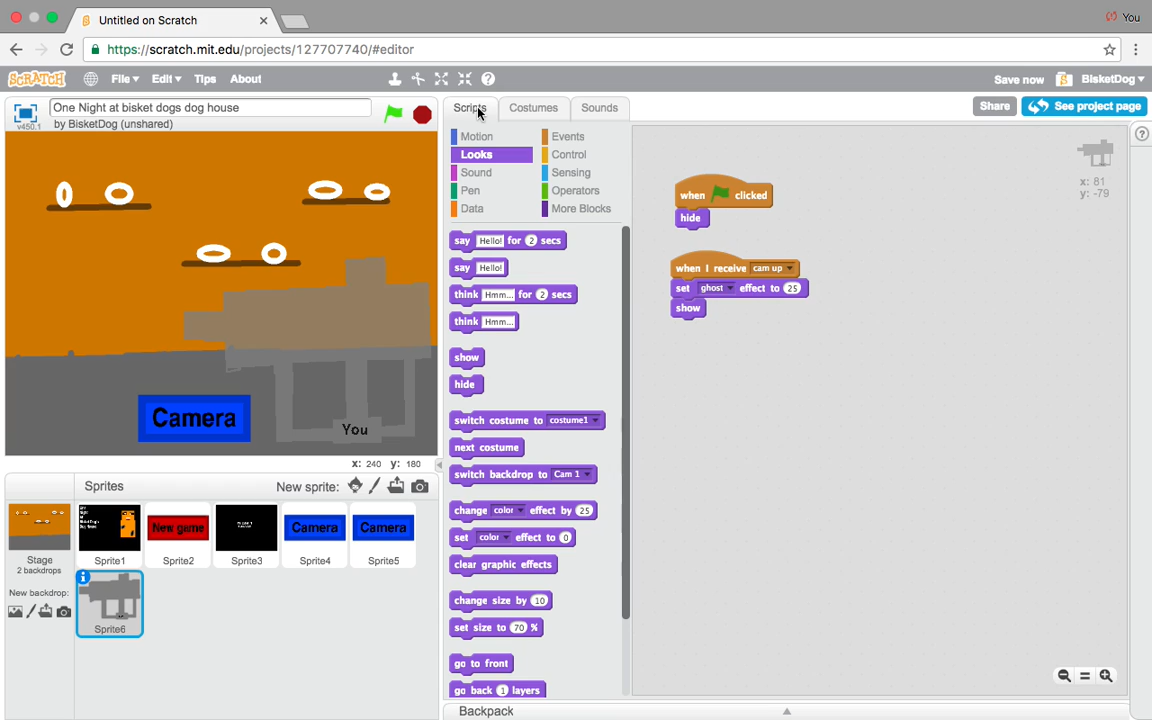 Untitled on Scratch
You
https://scratch.mit.edu/projects/127707740/#editor
SCRATCH
File
Edit
Tips
About
Save now
BisketDog
v450.1
One Night at bisket dogs dog house
by BisketDog (unshared)
Scripts
Costumes
Sounds
Share
See project page
Motion
Looks
Sound
Pen
Data
Events
Control
Sensing
Operators
More Blocks
say Hello! for 2 secs
say Hello!
think Hmm... for 2 secs
think Hmm...
show
hide
switch costume to costume1
next costume
switch backdrop to Cam 1
change color effect by 25
set color effect to 0
clear graphic effects
change size by 10
set size to 70 %
go to front
go back 1 layers
when clicked
hide
when I receive cam up
set ghost effect to 25
show
x: 81
y: -79
Camera
You
x: 240 y: 180
Sprites
New sprite:
Stage
2 backdrops
New backdrop:
New game
Camera
Camera
Sprite1
Sprite2
Sprite3
Sprite4
Sprite5
Sprite6
Backpack